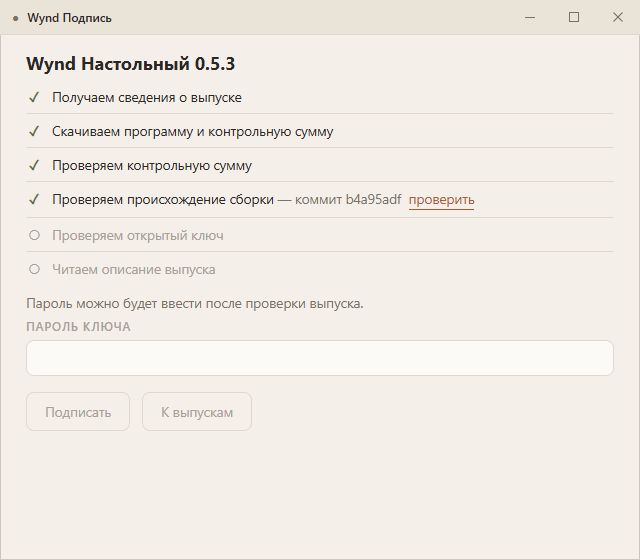 Wynd Подпись
Wynd Настольный 0.5.3
Получаем сведения о выпуске
Скачиваем программу и контрольную сумму
Проверяем контрольную сумму
Проверяем происхождение сборки — коммит b4a95adf проверить
Проверяем открытый ключ
Читаем описание выпуска
Пароль можно будет ввести после проверки выпуска.
ПАРОЛЬ КЛЮЧА
Подписать К выпускам